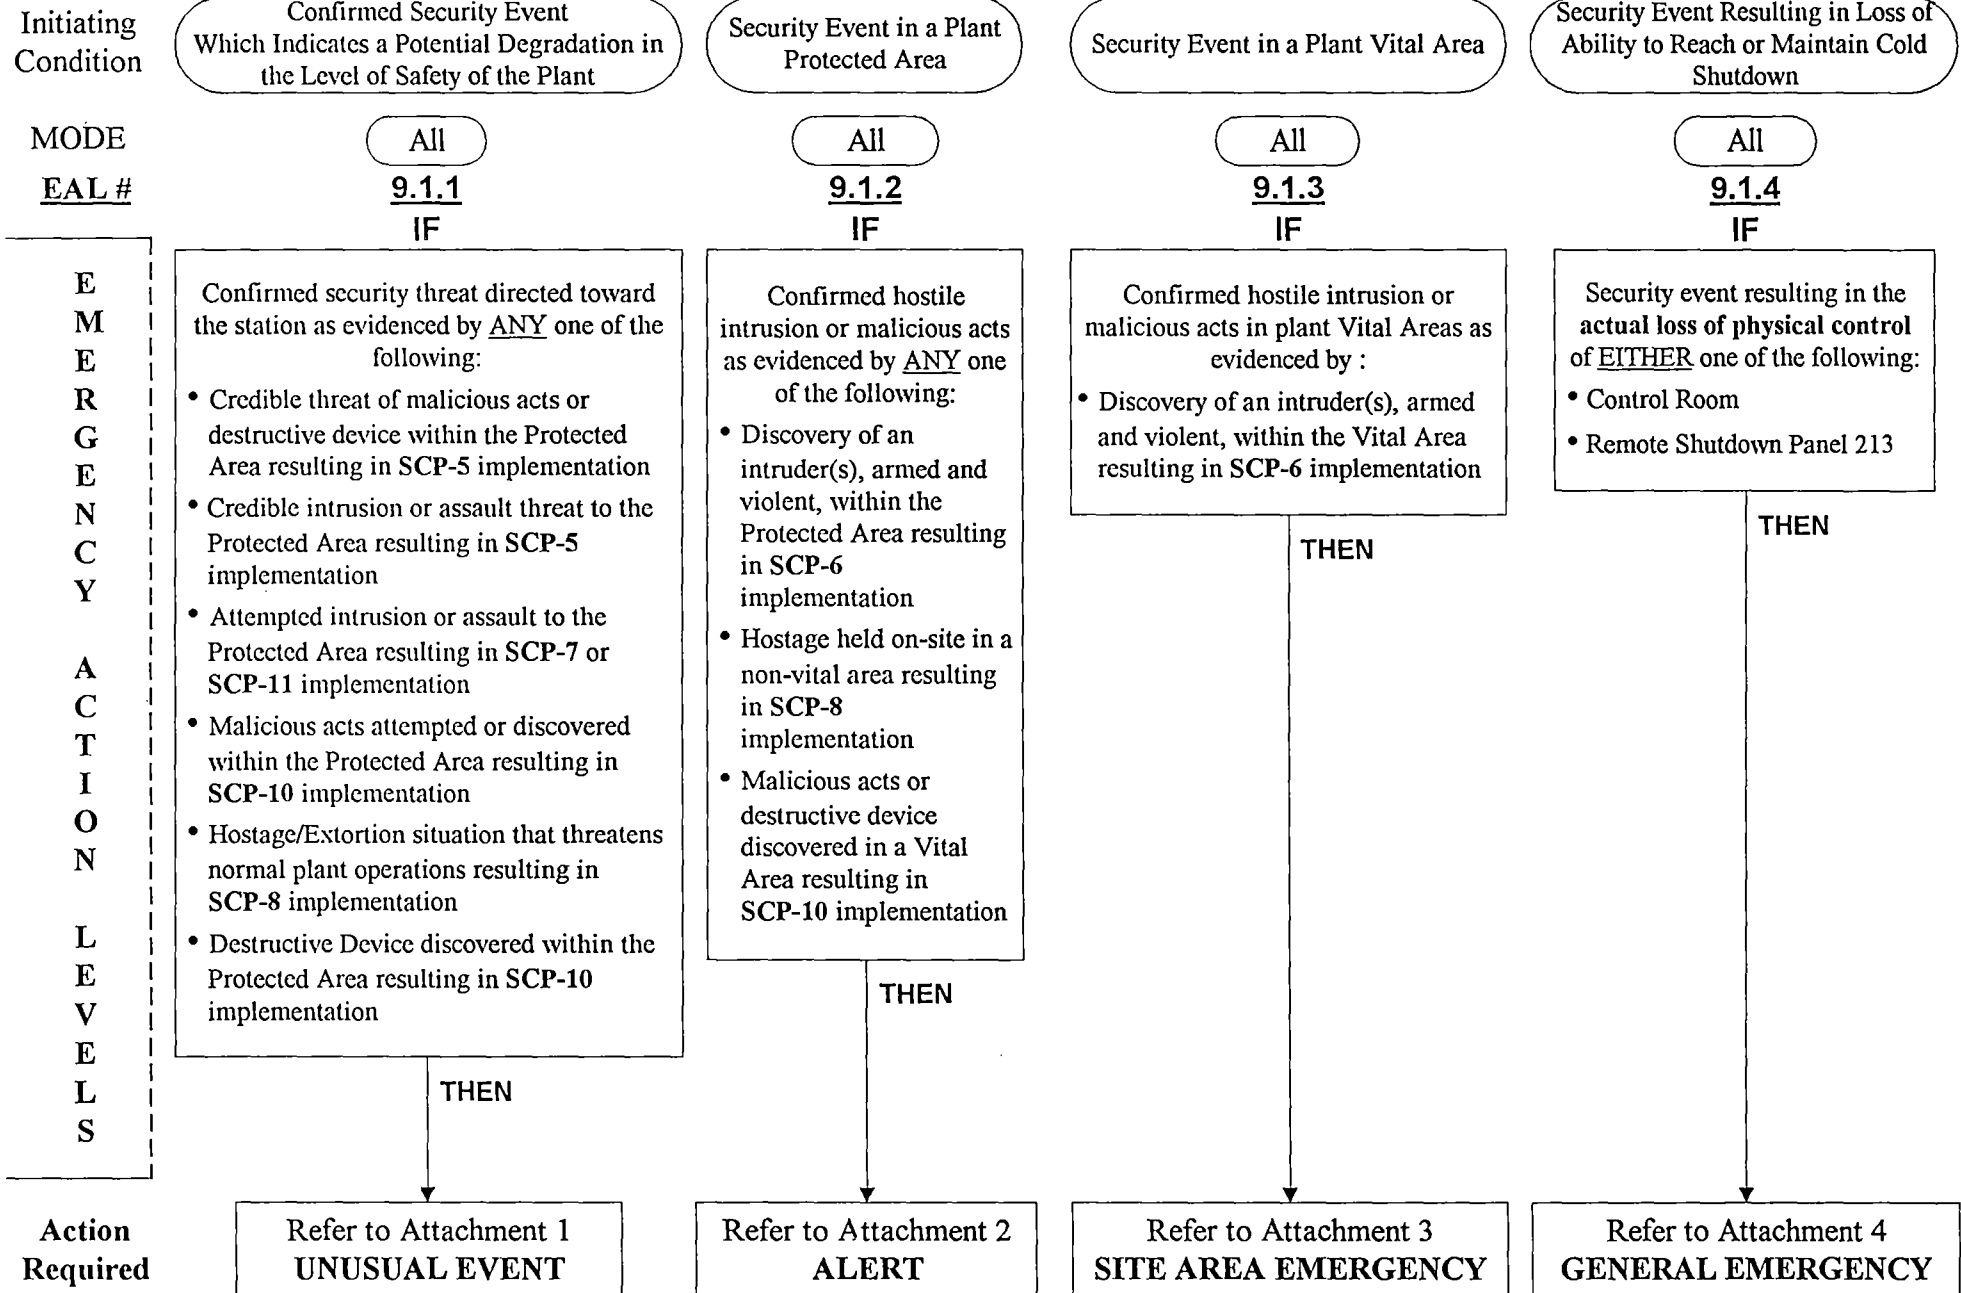 Initiating
Condition
Confirmed Security Event
Which Indicates a Potential Degradation in
the Level of Safety of the Plant
Security Event in a Plant
Protected Area
Security Event in a Plant Vital Area
Security Event Resulting in Loss of
Ability to Reach or Maintain Cold
Shutdown
MODE
All
All
All
All
EAL #
9.1.1
9.1.2
9.1.3
9.1.4
IF
IF
IF
IF
E
M
E
R
G
E
N
C
Y
A
C
T
I
O
N
L
E
V
E
L
S
Confirmed security threat directed toward
the station as evidenced by ANY one of the
following:
• Credible threat of malicious acts or
destructive device within the Protected
Area resulting in SCP-5 implementation
• Credible intrusion or assault threat to the
Protected Area resulting in SCP-5
implementation
• Attempted intrusion or assault to the
Protected Area resulting in SCP-7 or
SCP-11 implementation
• Malicious acts attempted or discovered
within the Protected Area resulting in
SCP-10 implementation
• Hostage/Extortion situation that threatens
normal plant operations resulting in
SCP-8 implementation
• Destructive Device discovered within the
Protected Area resulting in SCP-10
implementation
THEN
Confirmed hostile
intrusion or malicious acts
as evidenced by ANY one
of the following:
• Discovery of an
intruder(s), armed and
violent, within the
Protected Area resulting
in SCP-6
implementation
• Hostage held on-site in a
non-vital area resulting
in SCP-8
implementation
• Malicious acts or
destructive device
discovered in a Vital
Area resulting in
SCP-10 implementation
THEN
Confirmed hostile intrusion or
malicious acts in plant Vital Areas as
evidenced by :
• Discovery of an intruder(s), armed
and violent, within the Vital Area
resulting in SCP-6 implementation
THEN
Security event resulting in the
actual loss of physical control
of EITHER one of the following:
• Control Room
• Remote Shutdown Panel 213
THEN
Action
Required
Refer to Attachment 1
UNUSUAL EVENT
Refer to Attachment 2
ALERT
Refer to Attachment 3
SITE AREA EMERGENCY
Refer to Attachment 4
GENERAL EMERGENCY